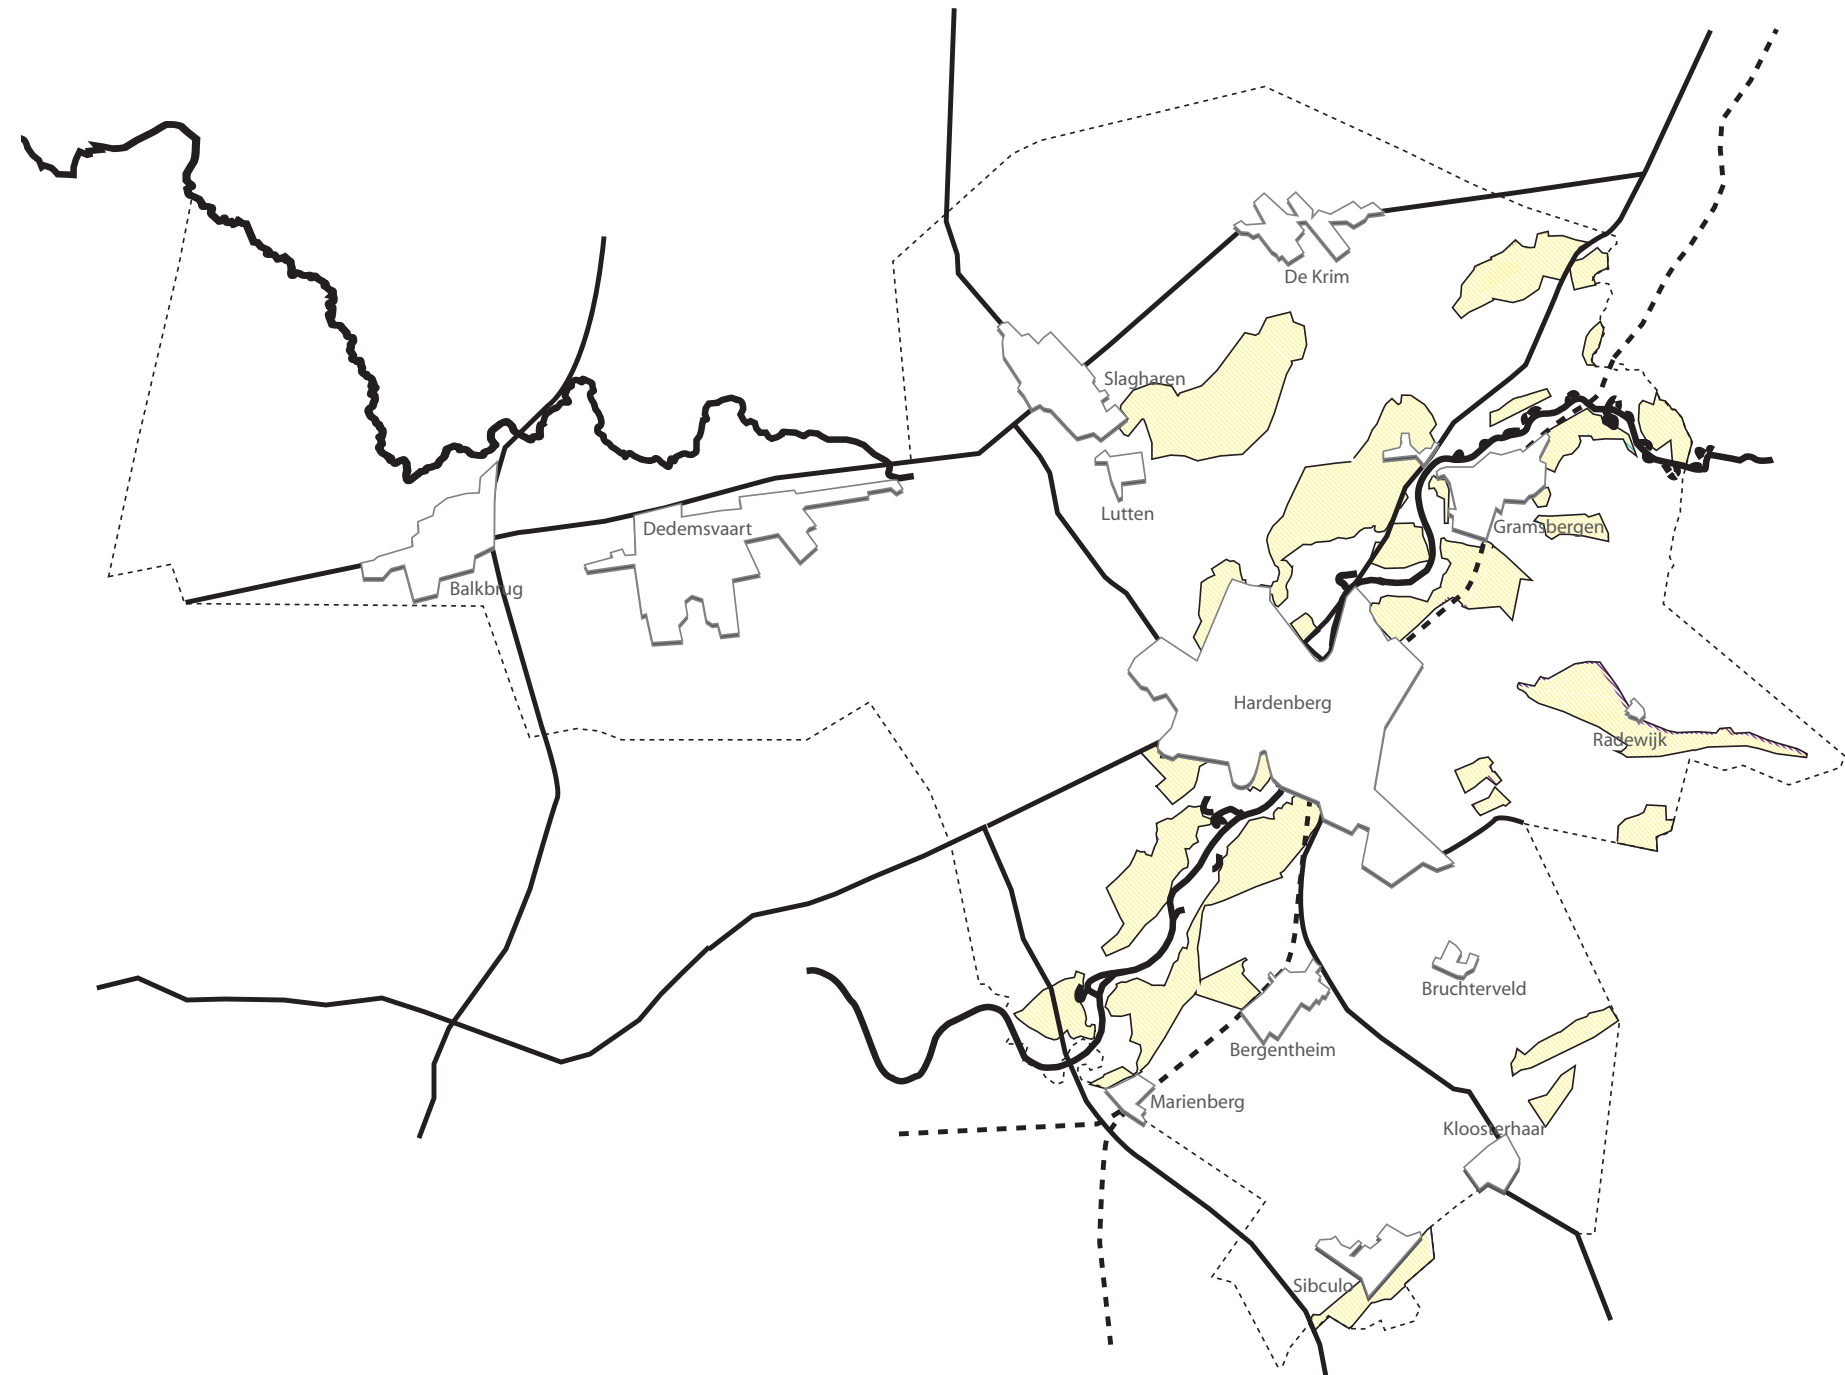 De Krim
Slagharen
Lutten
Gramsbergen
Dedemsvaart
Balkbrug
Hardenberg
Radewijk
Bruchterveld
Bergentheim
Marienberg
Kloosterhaar
Sibculo